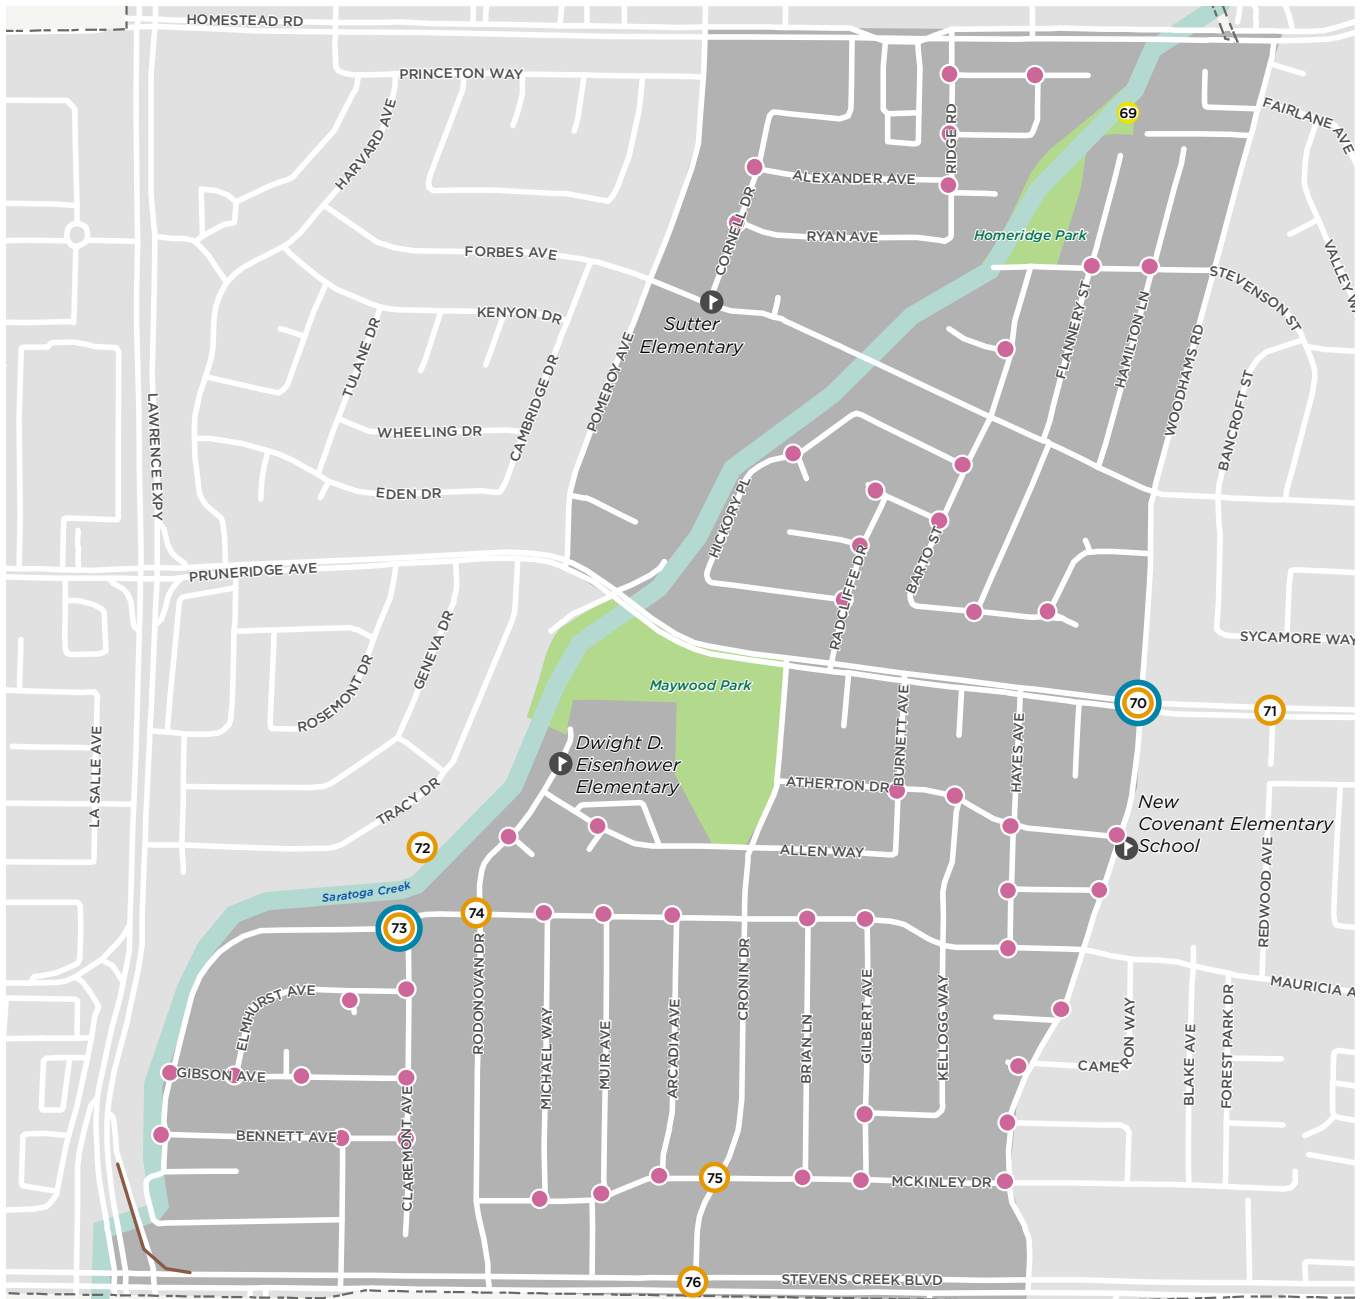 HOMESTEAD RD
PRINCETON WAY
HARVARD AVE
FORBES AVE
KENYON DR
TULANE DR
CAMBRIDGE DR
POMEROY AVE
WHEELING DR
EDEN DR
LAWRENCE EXPY
PRUNERIDGE AVE
ROSEMONT DR
GENEVA DR
LA SALLE AVE
TRACY DR
RIDGE RD
69
ALEXANDER AVE
CORNELL DR
RYAN AVE
Homeridge Park
Sutter
Elementary
FAIRLANE AVE
VALLEY W
STEVENSON ST
FLANNERY ST
HAMILTON LN
WOODHAMS RD
BANCROFT ST
HICKORY PL
RADCLIFFE DR
BARTO ST
SYCAMORE WAY
Maywood Park
70
71
Dwight D.
Eisenhower
Elementary
ATHERTON DR
BURNETT AVE
HAYES AVE
New
Covenant Elementary
School
ALLEN WAY
REDWOOD AVE
72
Saratoga Creek
73
74
RODONOVAN DR
MICHAEL WAY
MUIR AVE
ARCADIA AVE
CRONIN DR
BRIAN LN
GILBERT AVE
KELLOGG WAY
MAURICIA A
CAMERON WAY
BLAKE AVE
FOREST PARK DR
ELMHURST AVE
GIBSON AVE
BENNETT AVE
CLAREMONT AVE
75
MCKINLEY DR
76
STEVENS CREEK BLVD